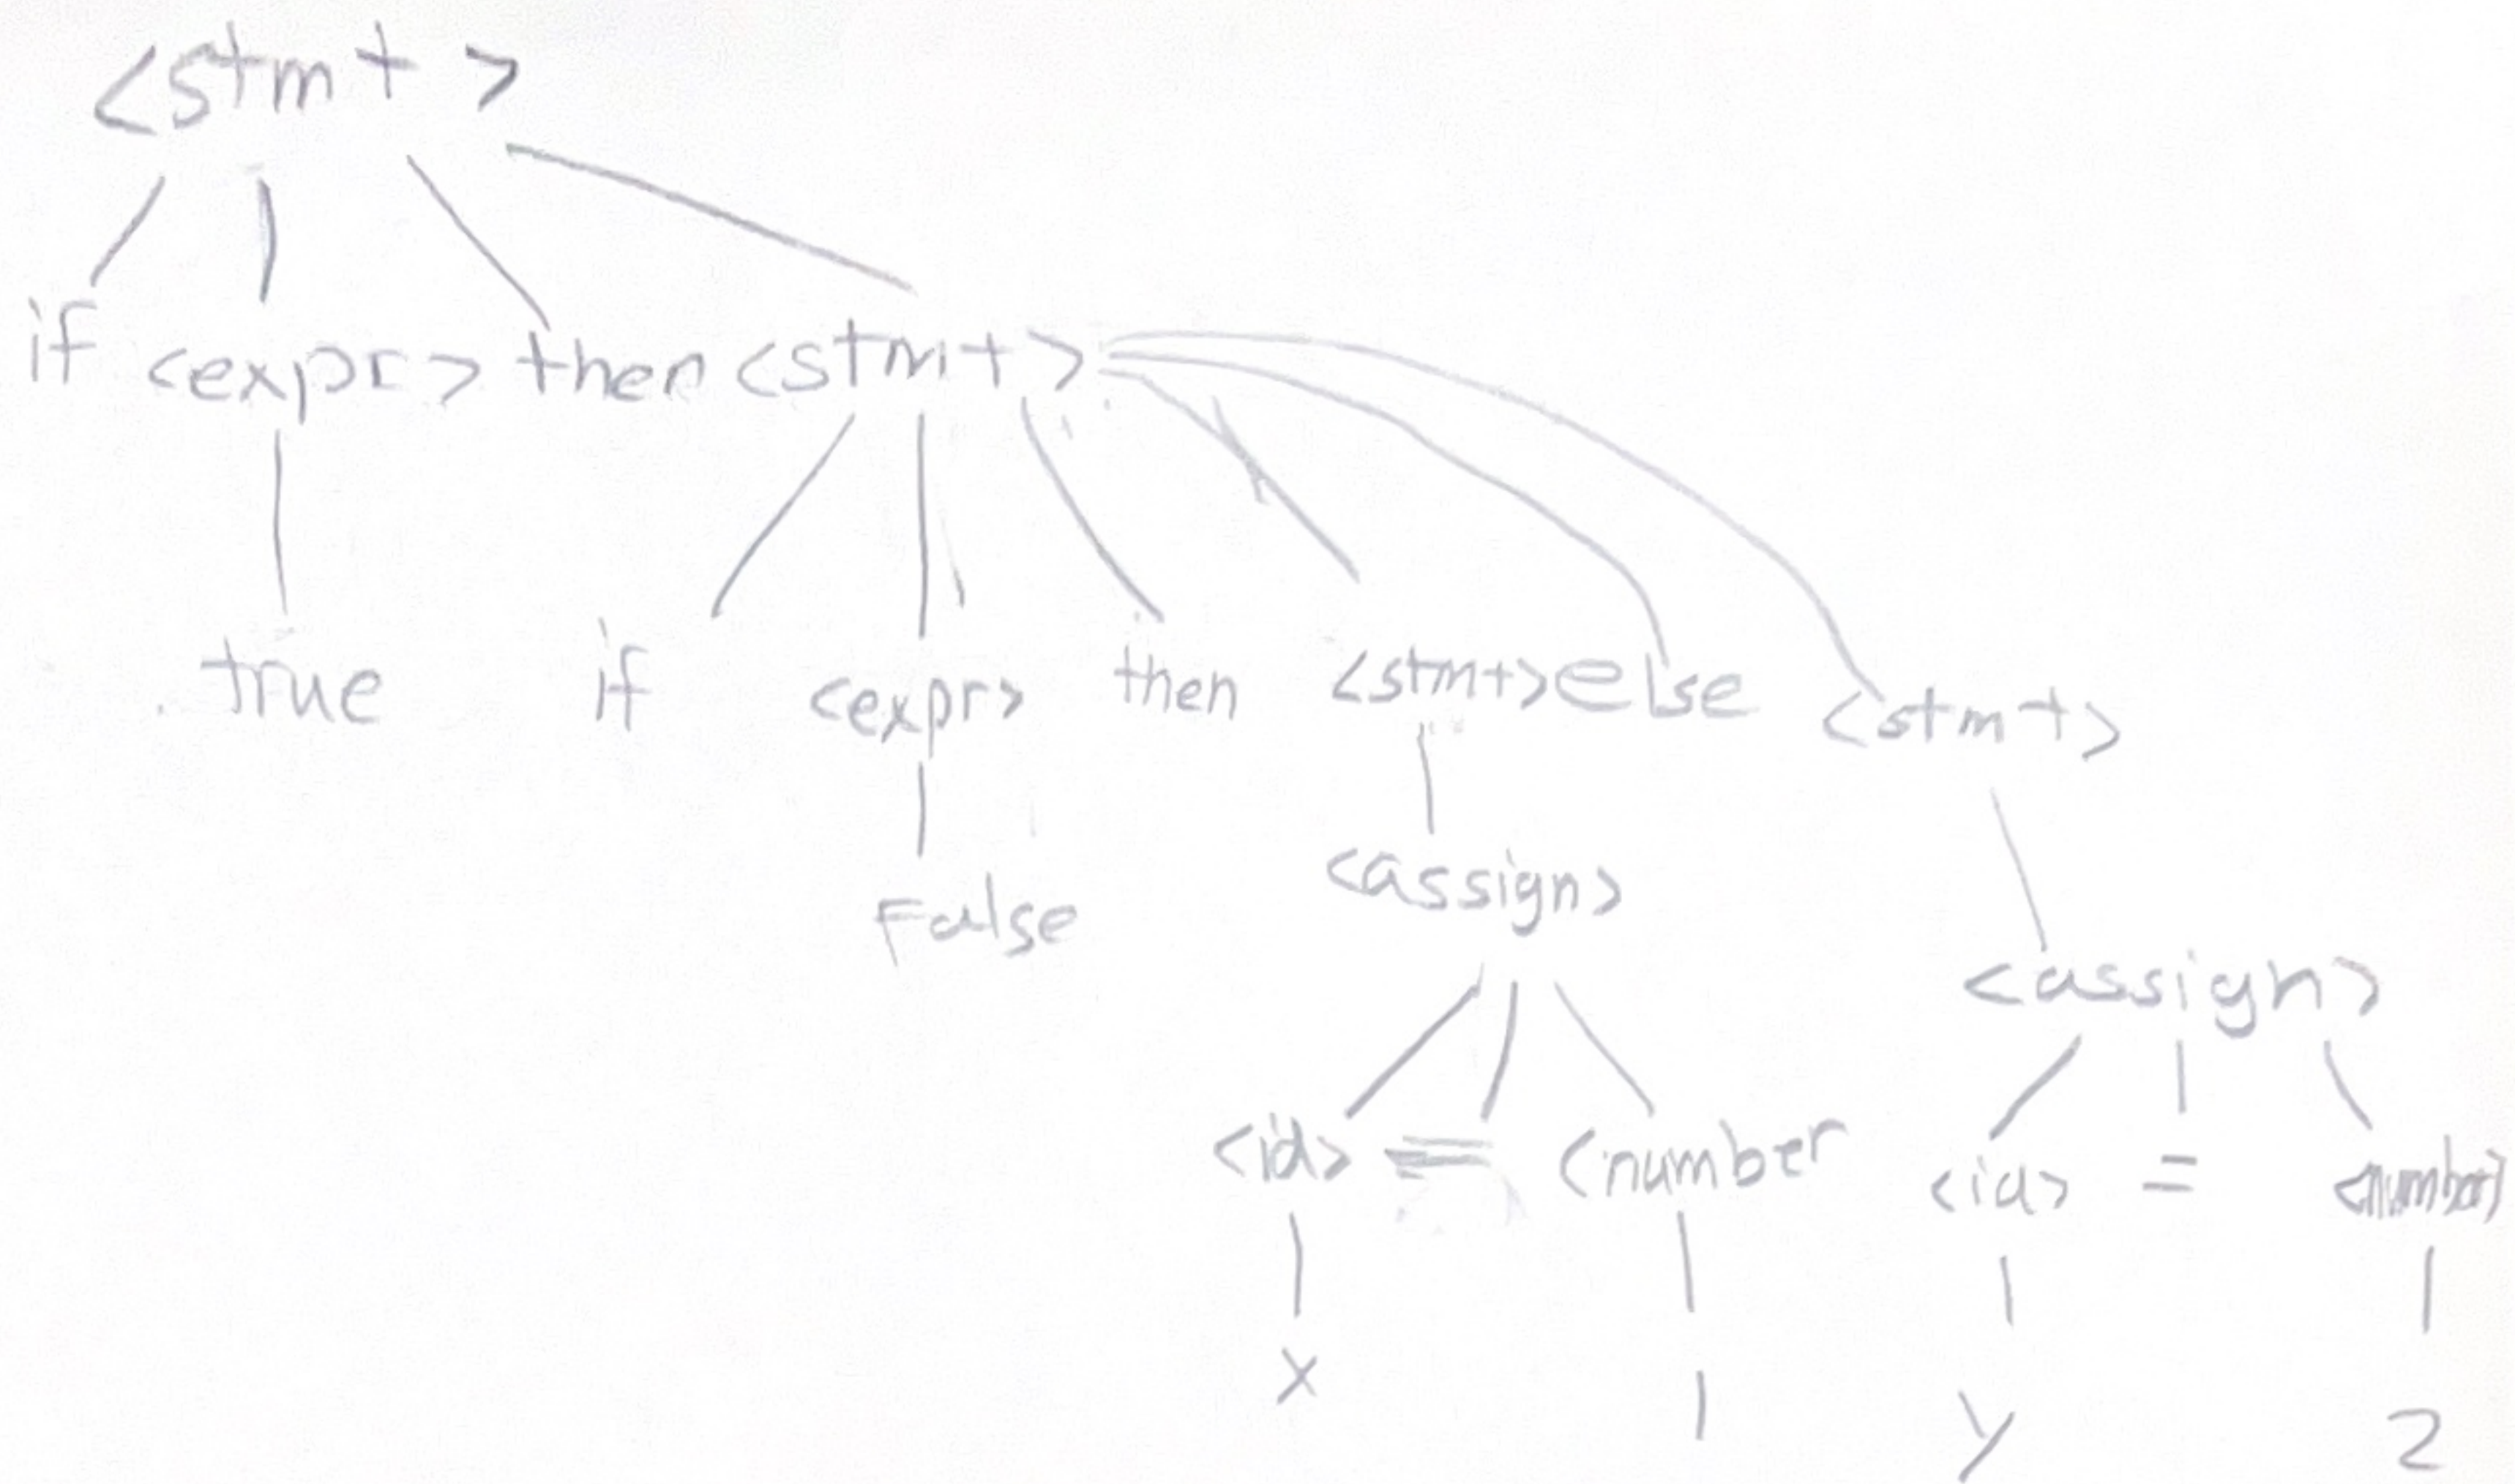 <stmt>
if <expr> then <stmt>
true if <expr> then <stmt> else <stmt>
False <assign> <assign>
<id> = <number <id> = <number>
x 1 y 2